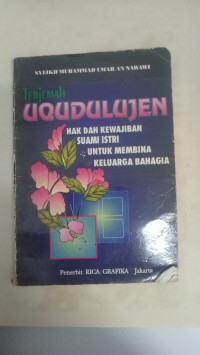 SYEIKH MUHAMMAD UMAR AN-NAWAWI
Terjemah
UQUDULUJEN
HAK DAN KEWAJIBAN
SUAMI ISTRI
UNTUK MEMBINA
KELUARGA BAHAGIA
Penerbit RICA GRAFIKA Jakarta